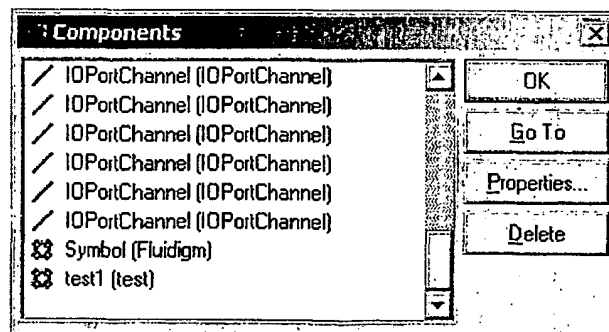 Components
IOPortChannel (IOPortChannel)
IOPortChannel (IOPortChannel)
IOPortChannel (IOPortChannel)
IOPortChannel (IOPortChannel)
IOPortChannel (IOPortChannel)
IOPortChannel (IOPortChannel)
Symbol (Fluidigm)
test1 (test)
OK
Go To
Properties...
Delete